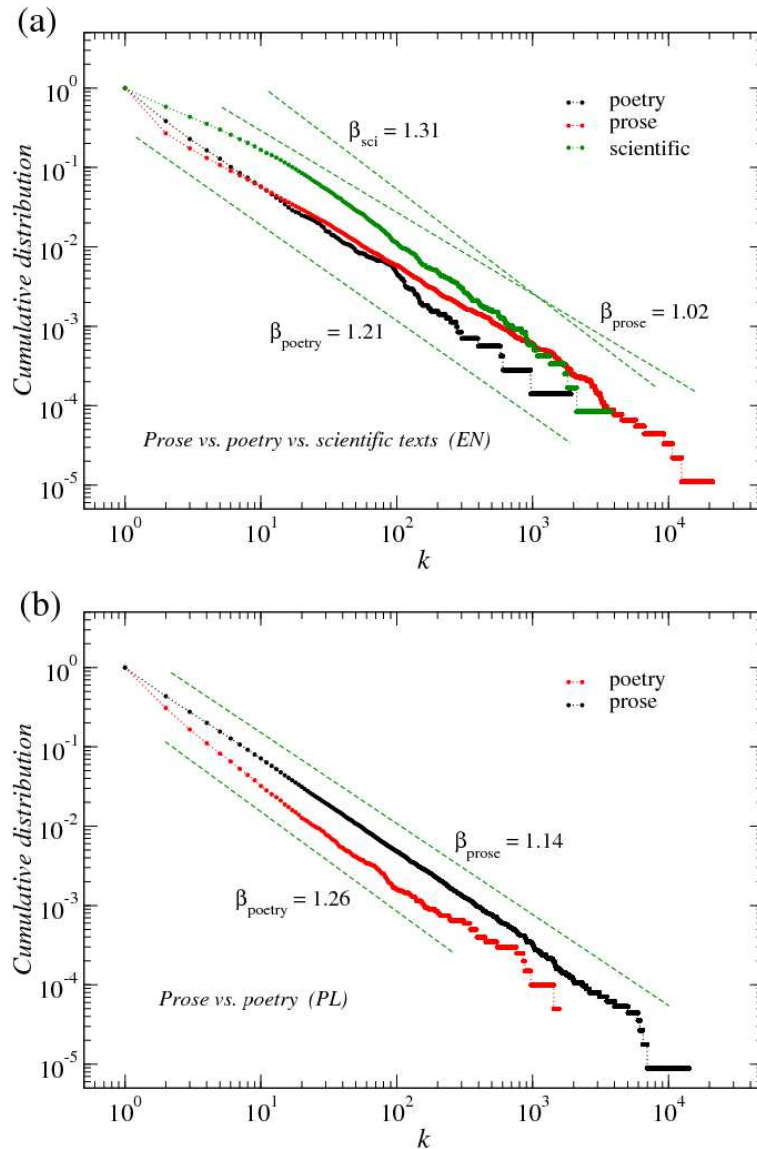 (a)
10^0
10^-1
10^-2
10^-3
10^-4
10^-5
Cumulative distribution
β_sci = 1.31
poetry
prose
scientific
β_prose = 1.02
β_poetry = 1.21
Prose vs. poetry vs. scientific texts (EN)
10^0 10^1 10^2 10^3 10^4
k
(b)
10^0
10^-1
10^-2
10^-3
10^-4
10^-5
Cumulative distribution
poetry
prose
β_prose = 1.14
β_poetry = 1.26
Prose vs. poetry (PL)
10^0 10^1 10^2 10^3 10^4
k